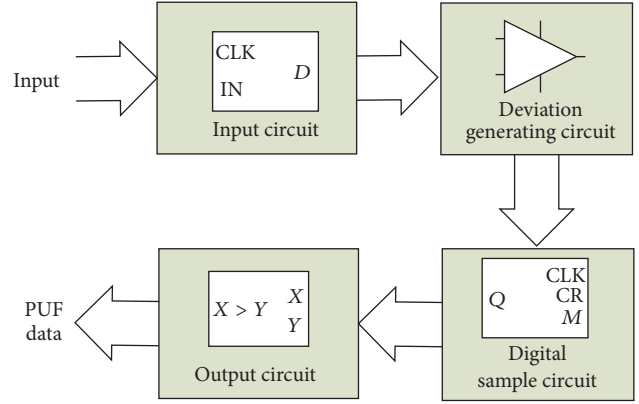 Input
CLK
IN
D
Input circuit
Deviation
generating circuit
CLK
CR
M
Q
Digital
sample circuit
X > Y
X
Y
Output circuit
PUF
data